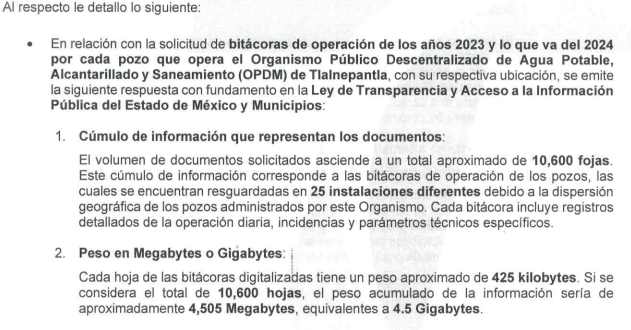 Al respecto le detallo lo siguiente:
• En relación con la solicitud de bitácoras de operación de los años 2023 y lo que va del 2024
por cada pozo que opera el Organismo Público Descentralizado de Agua Potable,
Alcantarillado y Saneamiento (OPDM) de Tlalnepantla, con su respectiva ubicación, se emite
la siguiente respuesta con fundamento en la Ley de Transparencia y Acceso a la Información
Pública del Estado de México y Municipios:
1. Cúmulo de información que representan los documentos:
El volumen de documentos solicitados asciende a un total aproximado de 10,600 fojas.
Este cúmulo de información corresponde a las bitácoras de operación de los pozos, las
cuales se encuentran resguardadas en 25 instalaciones diferentes debido a la dispersión
geográfica de los pozos administrados por este Organismo. Cada bitácora incluye registros
detallados de la operación diaria, incidencias y parámetros técnicos específicos.
2. Peso en Megabytes o Gigabytes:
Cada hoja de las bitácoras digitalizadas tiene un peso aproximado de 425 kilobytes. Si se
considera el total de 10,600 hojas, el peso acumulado de la información sería de
aproximadamente 4,505 Megabytes, equivalentes a 4.5 Gigabytes.